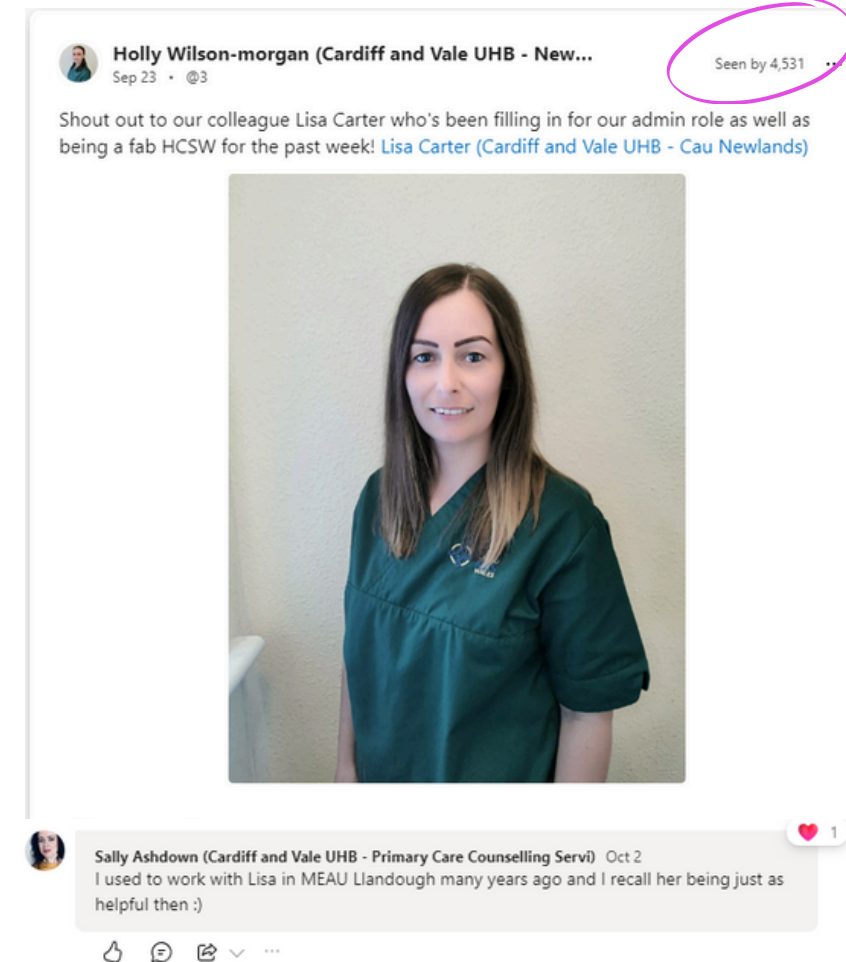 Holly Wilson-morgan (Cardiff and Vale UHB - New...
Sep 23 • @3
Seen by 4,531
Shout out to our colleague Lisa Carter who's been filling in for our admin role as well as
being a fab HCSW for the past week! Lisa Carter (Cardiff and Vale UHB - Cau Newlands)
WALES
1
Sally Ashdown (Cardiff and Vale UHB - Primary Care Counselling Servi) Oct 2
I used to work with Lisa in MEAU Llandough many years ago and I recall her being just as
helpful then :)